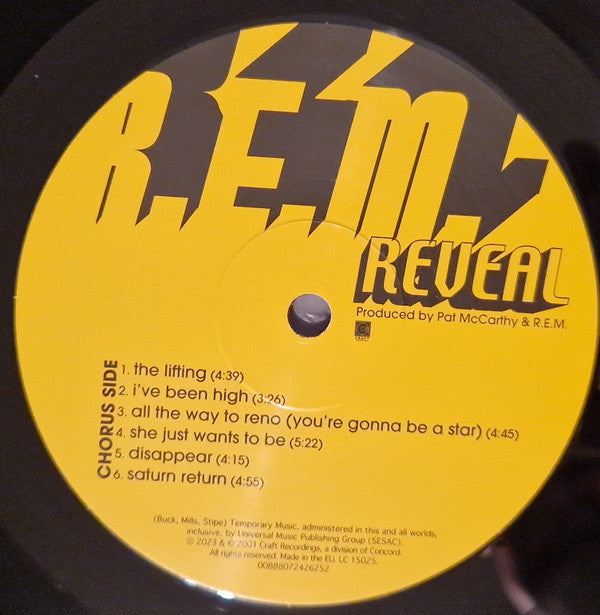 R.E.M.
REVEAL
Produced by Pat McCarthy & R.E.M.
CRAFT
CHORUS SIDE
1. the lifting (4:39)
2. i've been high (3:26)
3. all the way to reno (you're gonna be a star) (4:45)
4. she just wants to be (5:22)
5. disappear (4:15)
6. saturn return (4:55)
(Buck, Mills, Stipe) Temporary Music, administered in this and all worlds,
inclusive, by Universal Music Publishing Group (SESAC).
℗ 2023 & © 2001 Craft Recordings, a division of Concord.
All rights reserved. Made in the EU. LC 15025.
00888072426252